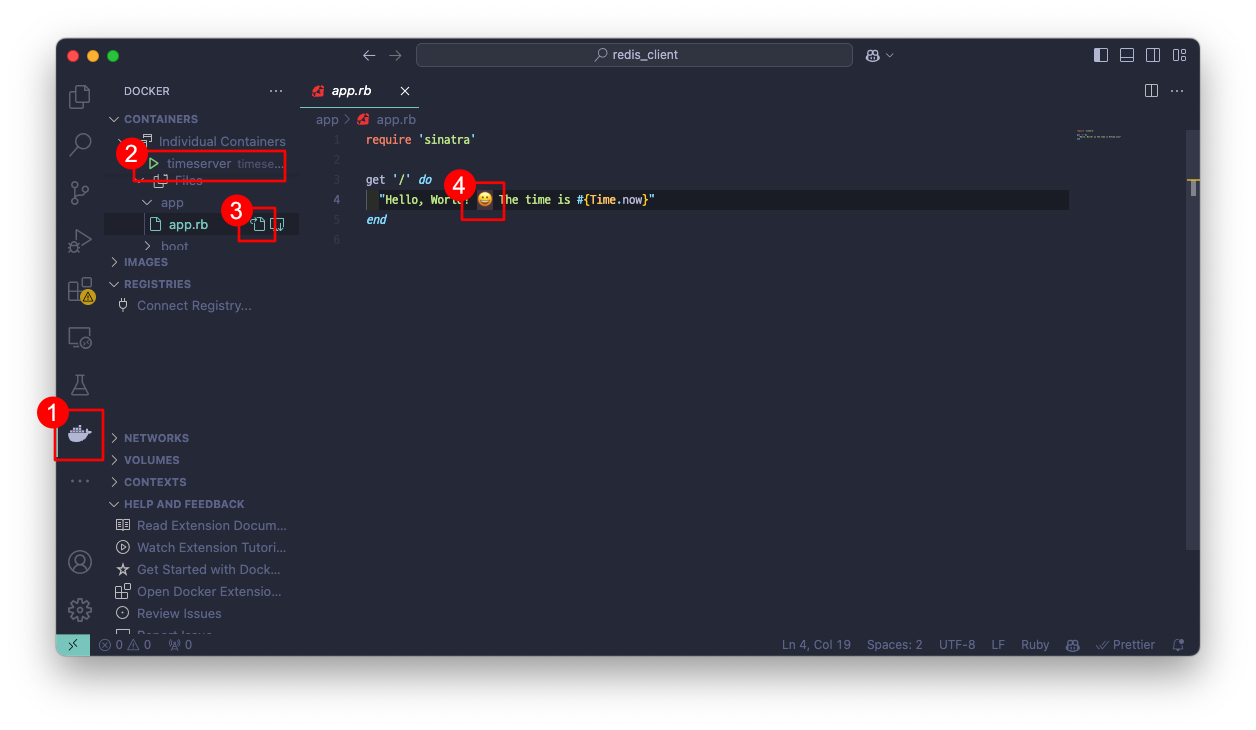 redis_client
DOCKER
app.rb
CONTAINERS
app > app.rb
Individual Containers
2
timeserver timese...
Files
app
3
app.rb
boot
IMAGES
REGISTRIES
Connect Registry...
1 require 'sinatra'
2
3 get '/' do
4 "Hello, World! 😀 The time is #{Time.now}"
4
5 end
6
1
NETWORKS
VOLUMES
CONTEXTS
HELP AND FEEDBACK
Read Extension Docum...
Watch Extension Tutori...
Get Started with Dock...
Open Docker Extensio...
Review Issues
Report Issue
0 0 0
Ln 4, Col 19 Spaces: 2 UTF-8 LF Ruby Prettier